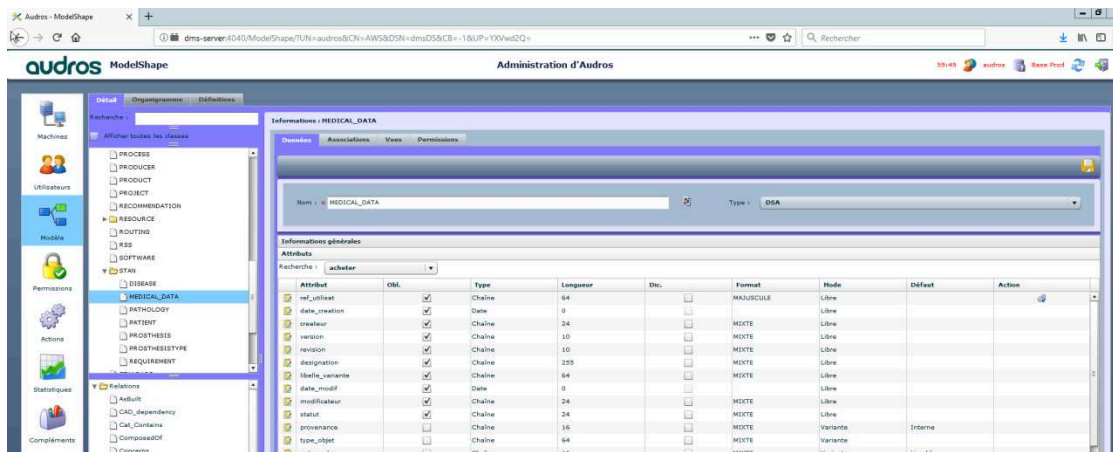 Audros - ModelShape
dms-server:4040/ModelShape/?UN=audros&CN=AWS&DSN=dmsDS&CB=-1&UP=YXVwd2Q=
Rechercher
audros ModelShape
Administration d'Audros
59:49 audros Base Prod
Détail Organigramme Définitions
Recherche :
Afficher toutes les classes
Machines
Utilisateurs
Modèle
Permissions
Actions
Statistiques
Compléments
PROCESS
PRODUCER
PRODUCT
PROJECT
RECOMMENDATION
RESOURCE
ROUTING
RSS
SOFTWARE
STAN
DISEASE
MEDICAL_DATA
PATHOLOGY
PATIENT
PROSTHESIS
PROSTHESISTYPE
REQUIREMENT
Relations
AsBuilt
CAD_dependency
Cat_Contains
ComposedOf
Concerns
Informations : MEDICAL_DATA
Données Associations Vues Permissions
Nom : MEDICAL_DATA Type : DSA
Informations générales
Attributs
Recherche : acheter
Attribut Obl. Type Longueur Dic. Format Mode Défaut Action
ref_utilisat Chaîne 64 MAJUSCULE Libre
date_creation Date 0 Libre
createur Chaîne 24 MIXTE Libre
version Chaîne 10 MIXTE Libre
revision Chaîne 10 MIXTE Libre
designation Chaîne 255 MIXTE Libre
libelle_variante Chaîne 64 MIXTE Libre
date_modif Date 0 Libre
modificateur Chaîne 24 MIXTE Libre
statut Chaîne 24 MIXTE Libre
provenance Chaîne 16 MIXTE Variante Interne
type_objet Chaîne 64 MIXTE Variante